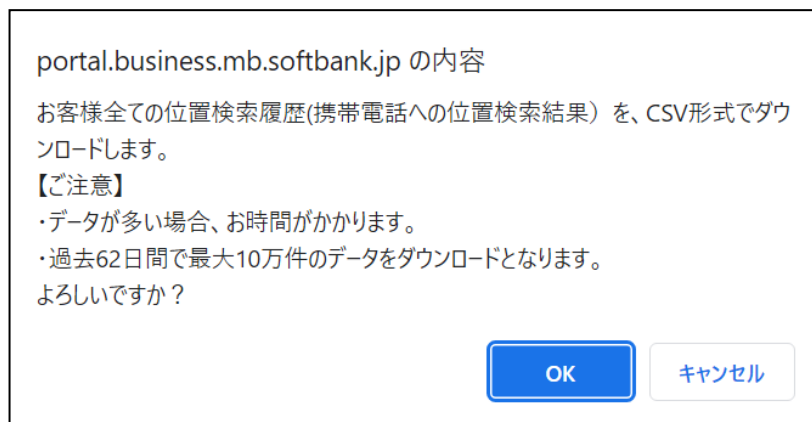 portal.business.mb.softbank.jp の内容
お客様全ての位置検索履歴(携帯電話への位置検索結果）を、CSV形式でダウ
ンロードします。
【ご注意】
・データが多い場合、お時間がかかります。
・過去62日間で最大10万件のデータをダウンロードとなります。
よろしいですか？
OK
キャンセル